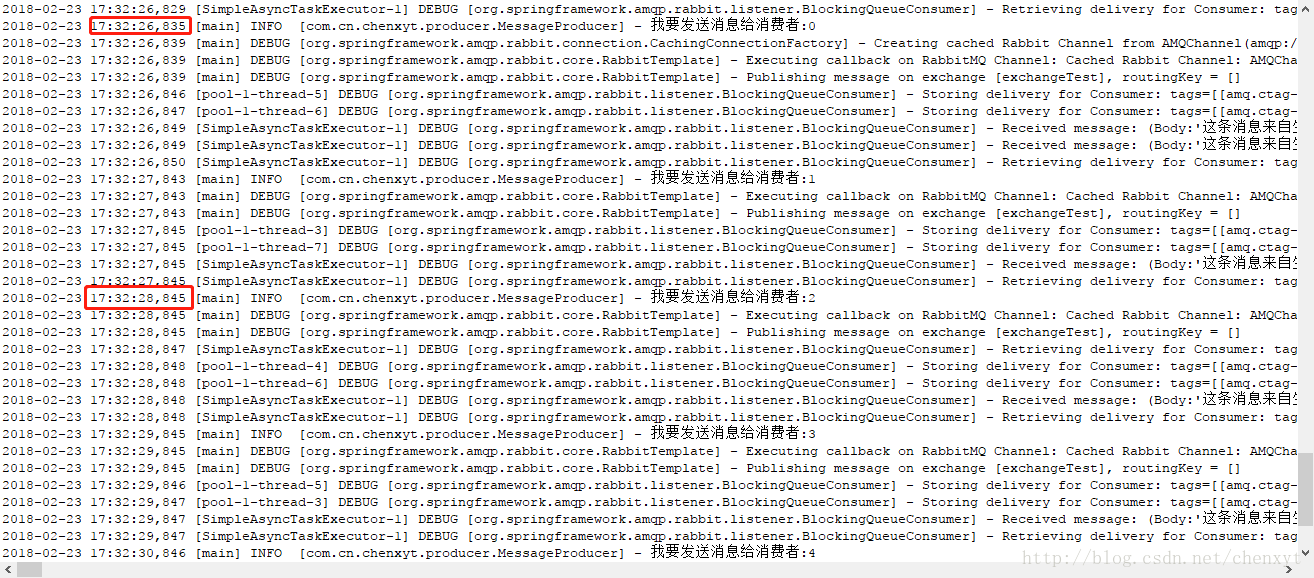 2018-02-23 17:32:26,829 [SimpleAsyncTaskExecutor-1] DEBUG [org.springframework.amqp.rabbit.listener.BlockingQueueConsumer] - Retrieving delivery for Consumer: tag
2018-02-23 17:32:26,835 [main] INFO  [com.cn.chenxyt.producer.MessageProducer] - 我要发送消息给消费者:0
2018-02-23 17:32:26,839 [main] DEBUG [org.springframework.amqp.rabbit.connection.CachingConnectionFactory] - Creating cached Rabbit Channel from AMQChannel(amqp:/
2018-02-23 17:32:26,839 [main] DEBUG [org.springframework.amqp.rabbit.core.RabbitTemplate] - Executing callback on RabbitMQ Channel: Cached Rabbit Channel: AMQCha
2018-02-23 17:32:26,839 [main] DEBUG [org.springframework.amqp.rabbit.core.RabbitTemplate] - Publishing message on exchange [exchangeTest], routingKey = []
2018-02-23 17:32:26,846 [pool-1-thread-5] DEBUG [org.springframework.amqp.rabbit.listener.BlockingQueueConsumer] - Storing delivery for Consumer: tags=[[amq.ctag-
2018-02-23 17:32:26,847 [pool-1-thread-6] DEBUG [org.springframework.amqp.rabbit.listener.BlockingQueueConsumer] - Storing delivery for Consumer: tags=[[amq.ctag-
2018-02-23 17:32:26,849 [SimpleAsyncTaskExecutor-1] DEBUG [org.springframework.amqp.rabbit.listener.BlockingQueueConsumer] - Received message: (Body:'这条消息来自
2018-02-23 17:32:26,849 [SimpleAsyncTaskExecutor-1] DEBUG [org.springframework.amqp.rabbit.listener.BlockingQueueConsumer] - Received message: (Body:'这条消息来自
2018-02-23 17:32:26,850 [SimpleAsyncTaskExecutor-1] DEBUG [org.springframework.amqp.rabbit.listener.BlockingQueueConsumer] - Retrieving delivery for Consumer: tag
2018-02-23 17:32:27,843 [main] INFO  [com.cn.chenxyt.producer.MessageProducer] - 我要发送消息给消费者:1
2018-02-23 17:32:27,843 [main] DEBUG [org.springframework.amqp.rabbit.core.RabbitTemplate] - Executing callback on RabbitMQ Channel: Cached Rabbit Channel: AMQCha
2018-02-23 17:32:27,843 [main] DEBUG [org.springframework.amqp.rabbit.core.RabbitTemplate] - Publishing message on exchange [exchangeTest], routingKey = []
2018-02-23 17:32:27,845 [pool-1-thread-3] DEBUG [org.springframework.amqp.rabbit.listener.BlockingQueueConsumer] - Storing delivery for Consumer: tags=[[amq.ctag-
2018-02-23 17:32:27,845 [pool-1-thread-7] DEBUG [org.springframework.amqp.rabbit.listener.BlockingQueueConsumer] - Storing delivery for Consumer: tags=[[amq.ctag-
2018-02-23 17:32:27,845 [SimpleAsyncTaskExecutor-1] DEBUG [org.springframework.amqp.rabbit.listener.BlockingQueueConsumer] - Received message: (Body:'这条消息来自
2018-02-23 17:32:27,845 [SimpleAsyncTaskExecutor-1] DEBUG [org.springframework.amqp.rabbit.listener.BlockingQueueConsumer] - Retrieving delivery for Consumer: tag
2018-02-23 17:32:28,845 [main] INFO  [com.cn.chenxyt.producer.MessageProducer] - 我要发送消息给消费者:2
2018-02-23 17:32:28,845 [main] DEBUG [org.springframework.amqp.rabbit.core.RabbitTemplate] - Executing callback on RabbitMQ Channel: Cached Rabbit Channel: AMQCha
2018-02-23 17:32:28,845 [main] DEBUG [org.springframework.amqp.rabbit.core.RabbitTemplate] - Publishing message on exchange [exchangeTest], routingKey = []
2018-02-23 17:32:28,847 [SimpleAsyncTaskExecutor-1] DEBUG [org.springframework.amqp.rabbit.listener.BlockingQueueConsumer] - Retrieving delivery for Consumer: tag
2018-02-23 17:32:28,848 [pool-1-thread-4] DEBUG [org.springframework.amqp.rabbit.listener.BlockingQueueConsumer] - Storing delivery for Consumer: tags=[[amq.ctag-
2018-02-23 17:32:28,848 [pool-1-thread-6] DEBUG [org.springframework.amqp.rabbit.listener.BlockingQueueConsumer] - Storing delivery for Consumer: tags=[[amq.ctag-
2018-02-23 17:32:28,848 [SimpleAsyncTaskExecutor-1] DEBUG [org.springframework.amqp.rabbit.listener.BlockingQueueConsumer] - Received message: (Body:'这条消息来自
2018-02-23 17:32:28,848 [SimpleAsyncTaskExecutor-1] DEBUG [org.springframework.amqp.rabbit.listener.BlockingQueueConsumer] - Retrieving delivery for Consumer: tag
2018-02-23 17:32:29,845 [main] INFO  [com.cn.chenxyt.producer.MessageProducer] - 我要发送消息给消费者:3
2018-02-23 17:32:29,845 [main] DEBUG [org.springframework.amqp.rabbit.core.RabbitTemplate] - Executing callback on RabbitMQ Channel: Cached Rabbit Channel: AMQCha
2018-02-23 17:32:29,845 [main] DEBUG [org.springframework.amqp.rabbit.core.RabbitTemplate] - Publishing message on exchange [exchangeTest], routingKey = []
2018-02-23 17:32:29,846 [pool-1-thread-5] DEBUG [org.springframework.amqp.rabbit.listener.BlockingQueueConsumer] - Storing delivery for Consumer: tags=[[amq.ctag-
2018-02-23 17:32:29,847 [pool-1-thread-3] DEBUG [org.springframework.amqp.rabbit.listener.BlockingQueueConsumer] - Storing delivery for Consumer: tags=[[amq.ctag-
2018-02-23 17:32:29,847 [SimpleAsyncTaskExecutor-1] DEBUG [org.springframework.amqp.rabbit.listener.BlockingQueueConsumer] - Received message: (Body:'这条消息来自
2018-02-23 17:32:29,847 [SimpleAsyncTaskExecutor-1] DEBUG [org.springframework.amqp.rabbit.listener.BlockingQueueConsumer] - Retrieving delivery for Consumer: tag
2018-02-23 17:32:30,846 [main] INFO  [com.cn.chenxyt.producer.MessageProducer] - 我要发送消息给消费者:4
http://blog.csdn.net/chenxyt